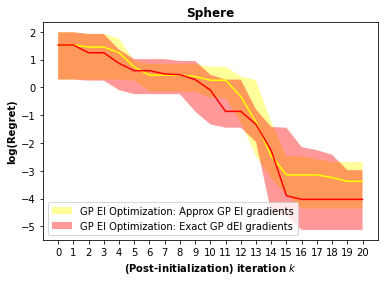 Sphere
log(Regret)
2
1
0
−1
−2
−3
−4
−5
GP EI Optimization: Approx GP EI gradients
GP EI Optimization: Exact GP dEI gradients
0 1 2 3 4 5 6 7 8 9 10 11 12 13 14 15 16 17 18 19 20
(Post-initialization) iteration k